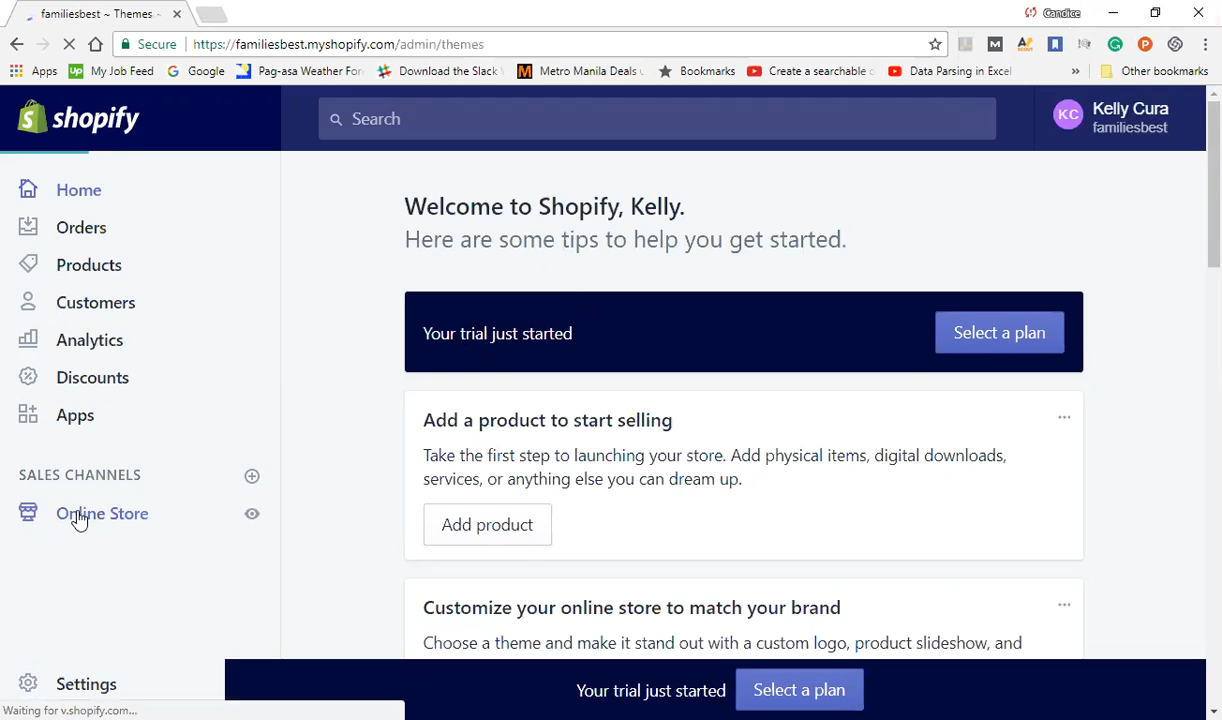 familiesbest ~ Themes ~
Candice
Secure
https://familiesbest.myshopify.com/admin/themes
Apps
Up My Job Feed
G Google
Pag-asa Weather For
Download the Slack
M Metro Manila Deals
Bookmarks
Create a searchable
Data Parsing in Excel
»
Other bookmarks
shopify
Search
KC
Kelly Cura
familiesbest
Home
Orders
Products
Customers
Analytics
Discounts
Apps
SALES CHANNELS
Online Store
Settings
Welcome to Shopify, Kelly.
Here are some tips to help you get started.
Your trial just started
Select a plan
Add a product to start selling
Take the first step to launching your store. Add physical items, digital downloads,
services, or anything else you can dream up.
Add product
Customize your online store to match your brand
Choose a theme and make it stand out with a custom logo, product slideshow, and
Your trial just started
Select a plan
Waiting for v.shopify.com...